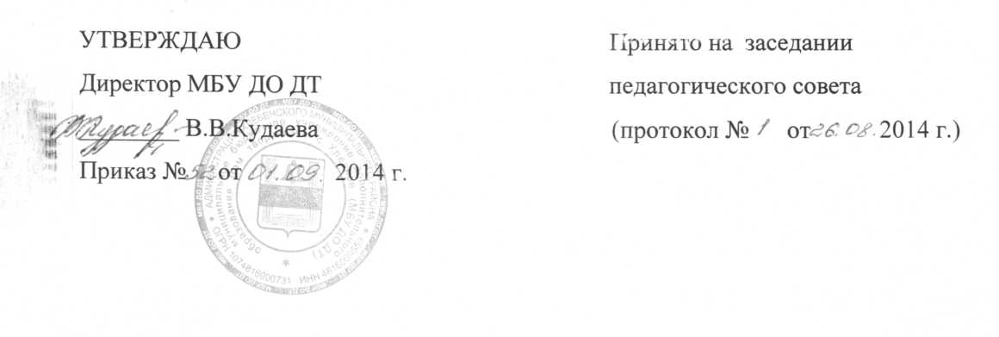 УТВЕРЖДАЮ
Директор МБУ ДО ДТ
В.В.Кудаева
Приказ № 52 от 01.09. 2014 г.
Принято на заседании
педагогического совета
(протокол № 1 от 26.08.2014 г.)